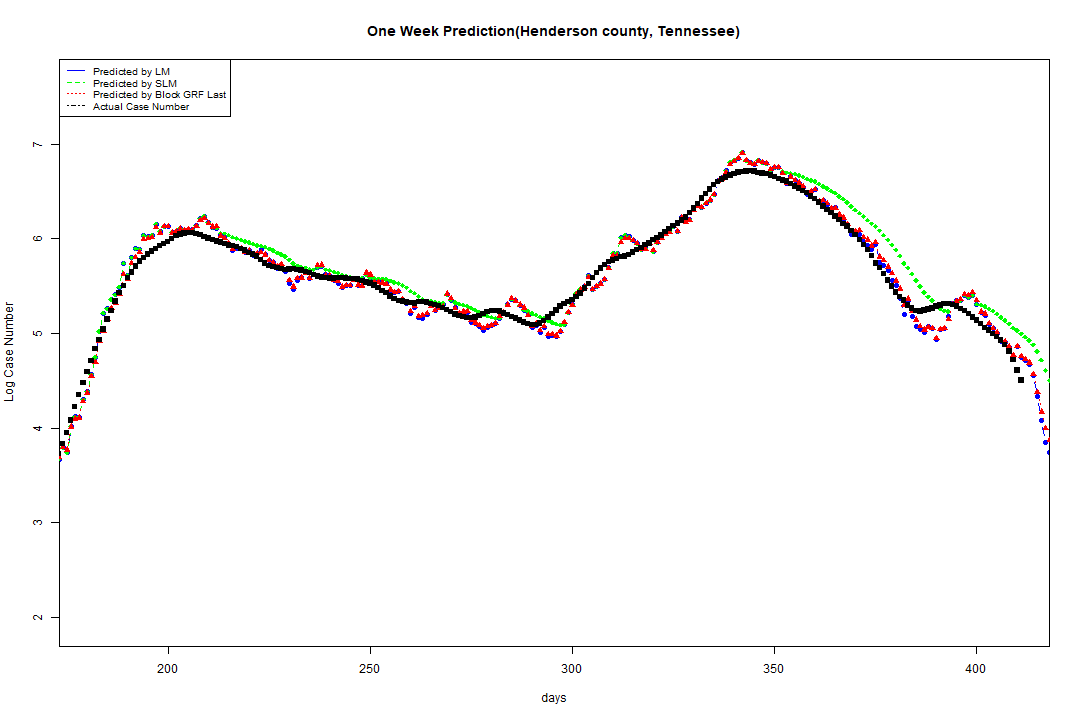 One Week Prediction(Henderson county, Tennessee)
Predicted by LM
Predicted by SLM
Predicted by Block GRF Last
Actual Case Number
7
6
5
4
3
2
Log Case Number
200 250 300 350 400
days